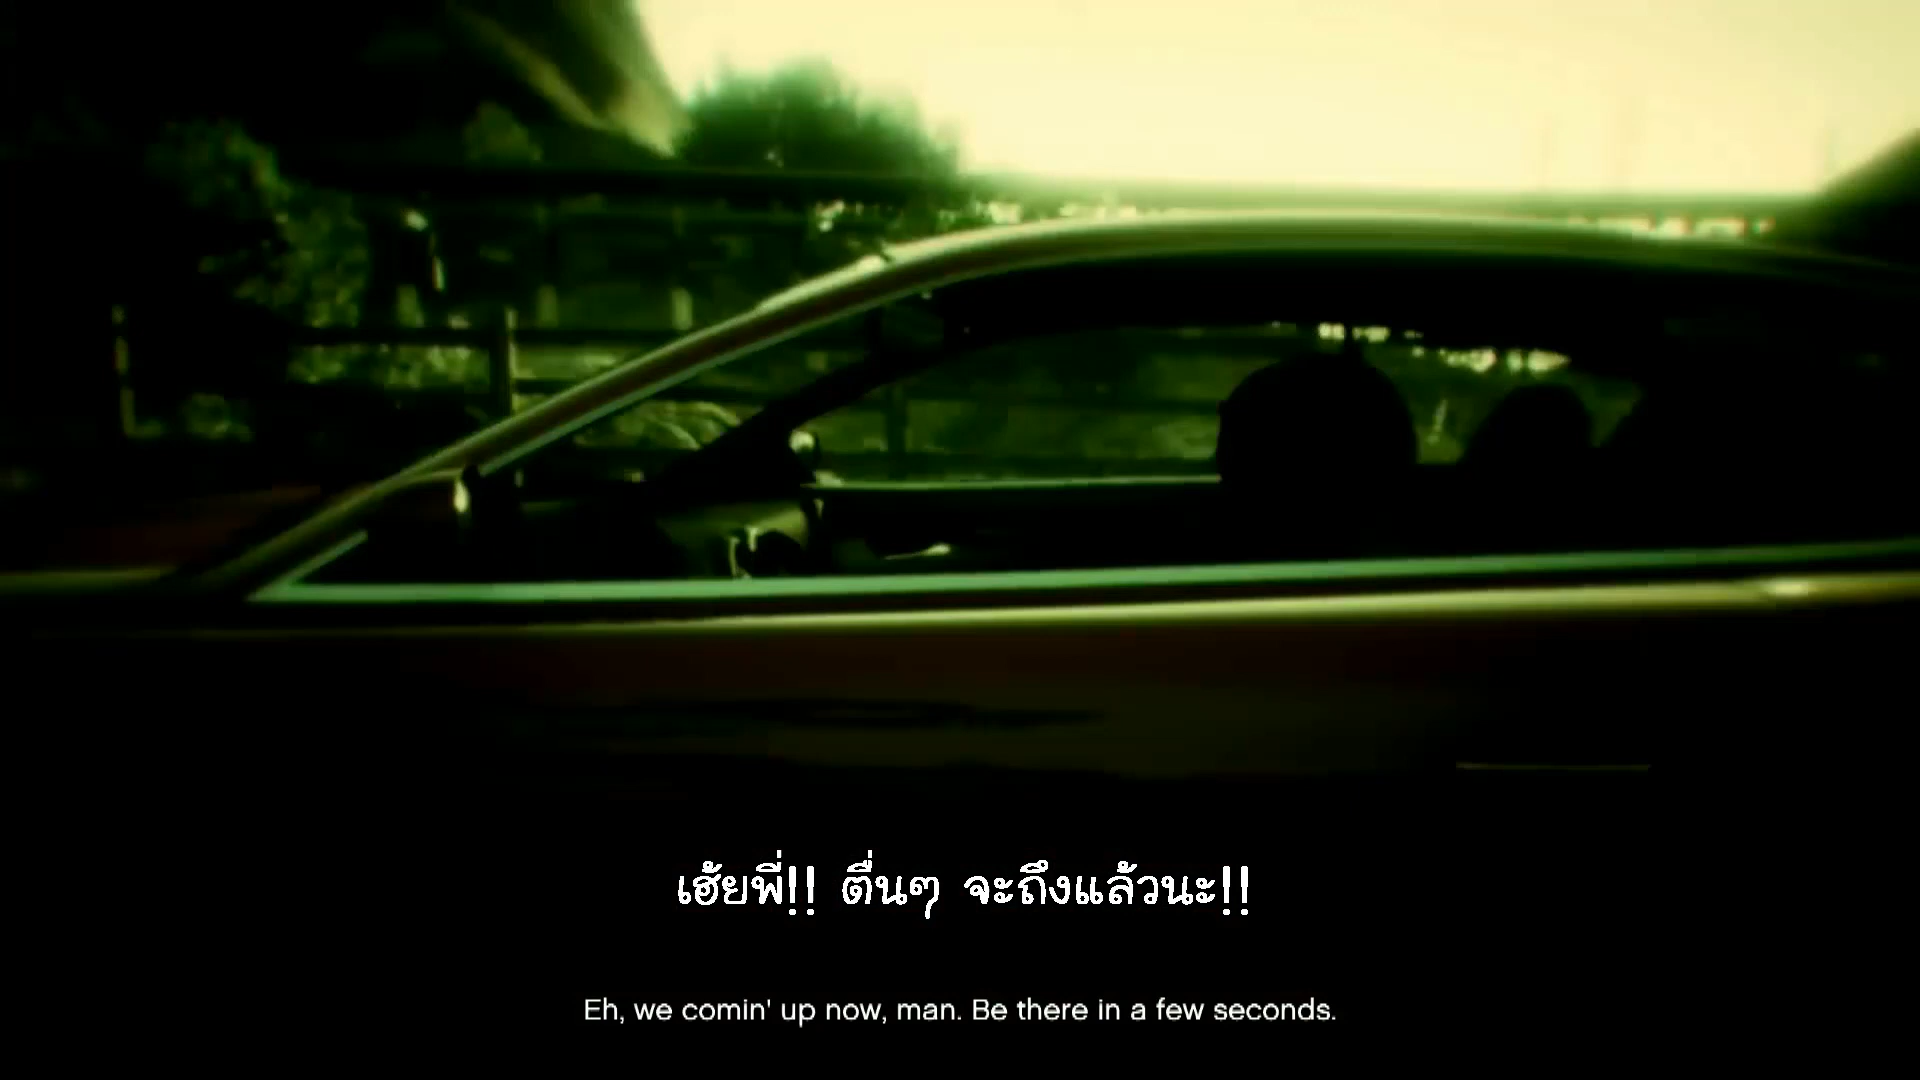 เฮ้ยพี่!! ตื่นๆ จะถึงแล้วนะ!!
Eh, we comin' up now, man. Be there in a few seconds.